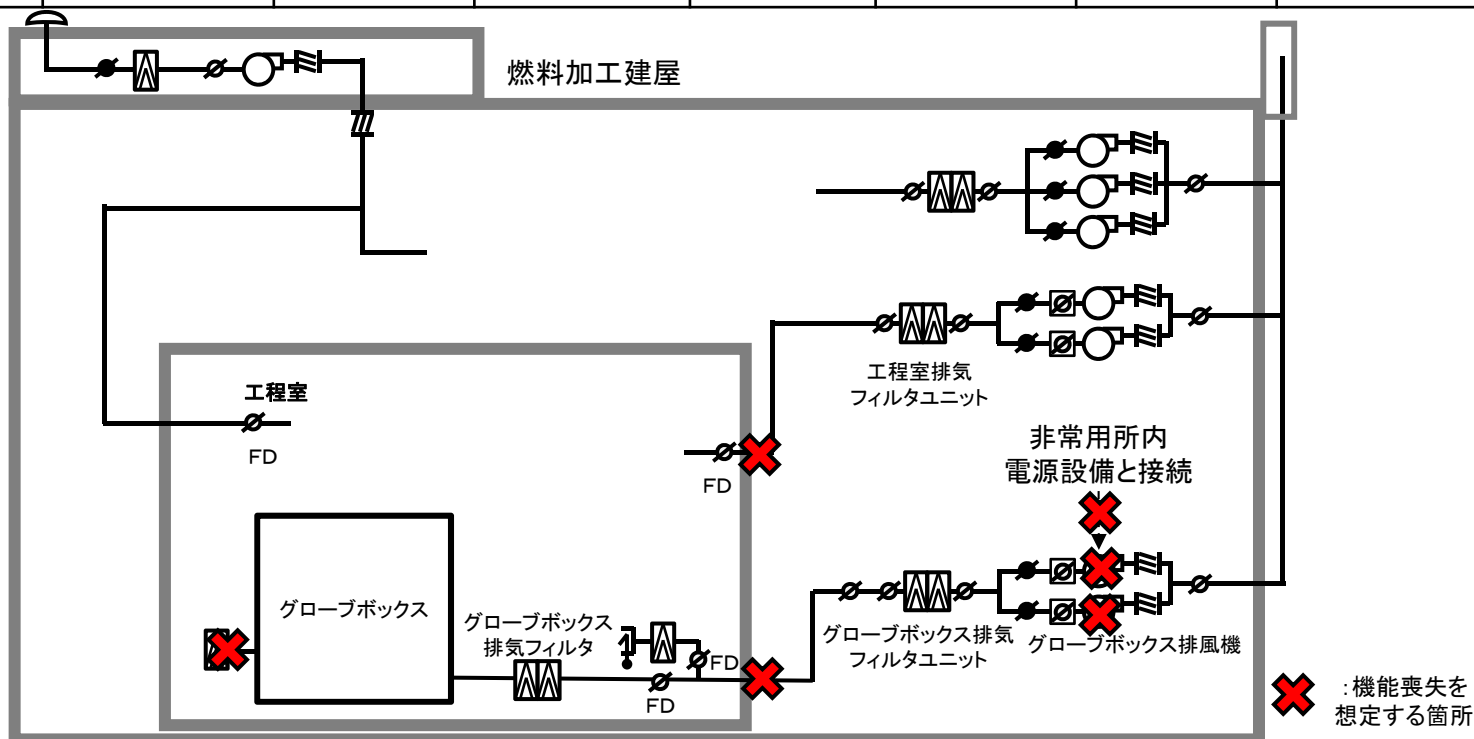 燃料加工建屋
工程室排気
フィルタユニット
工程室
FD
FD
非常用所内
電源設備と接続
グローブボックス
グローブボックス
排気フィルタ
FD
FD
グローブボックス排気
フィルタユニット
グローブボックス排風機
:機能喪失を
想定する箇所